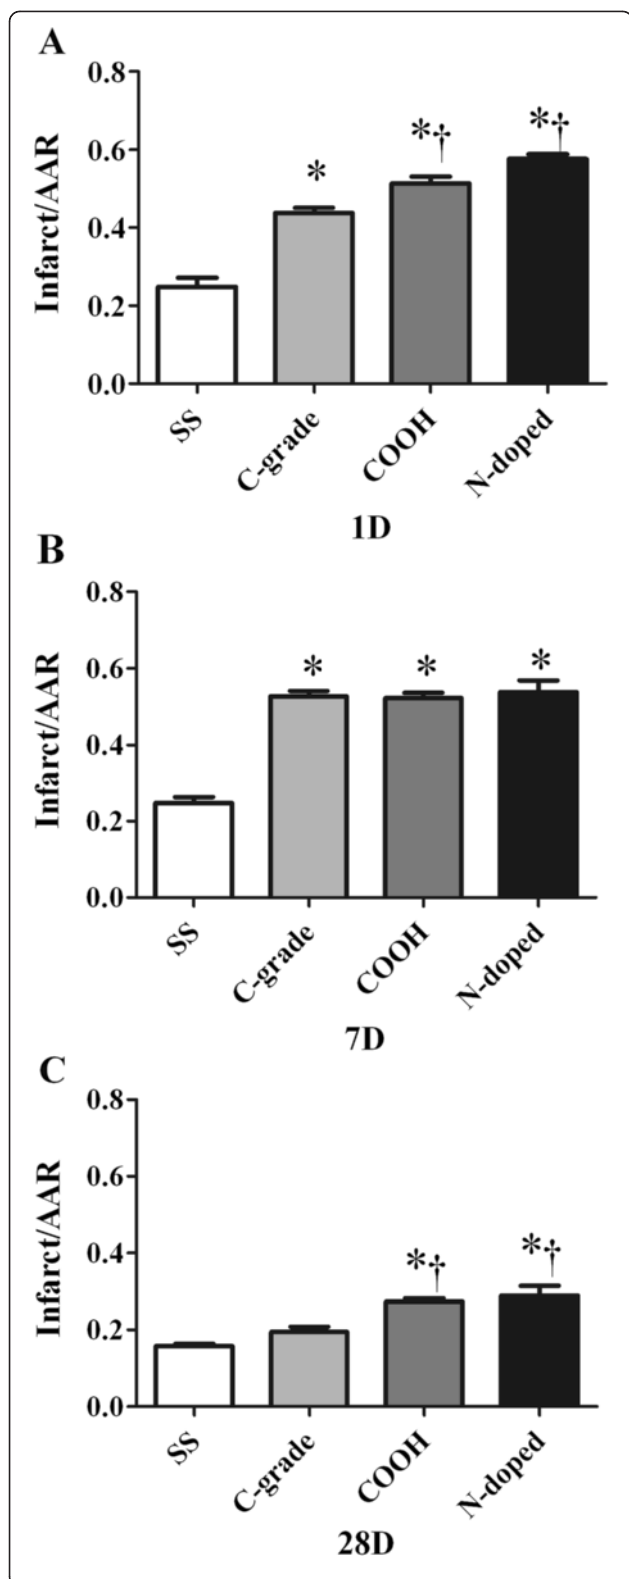 A
0.8
*† *†
0.6
*
Infarct/AAR
0.4
0.2
0.0
SS C-grade COOH N-doped
1D
B
0.8
* * *
0.6
Infarct/AAR
0.4
0.2
0.0
SS C-grade COOH N-doped
7D
C
0.8
0.6
Infarct/AAR
0.4
*† *†
0.2
0.0
SS C-grade COOH N-doped
28D